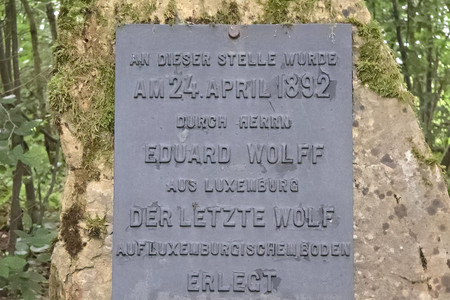 AN DIESER STELLE WURDE
AM 24. APRIL 1892
DURCH HERRN
EDUARD WOLFF
AUS LUXEMBURG
DER LETZTE WOLF
AUF LUXEMBURGISCHEM BODEN
ERLEGT